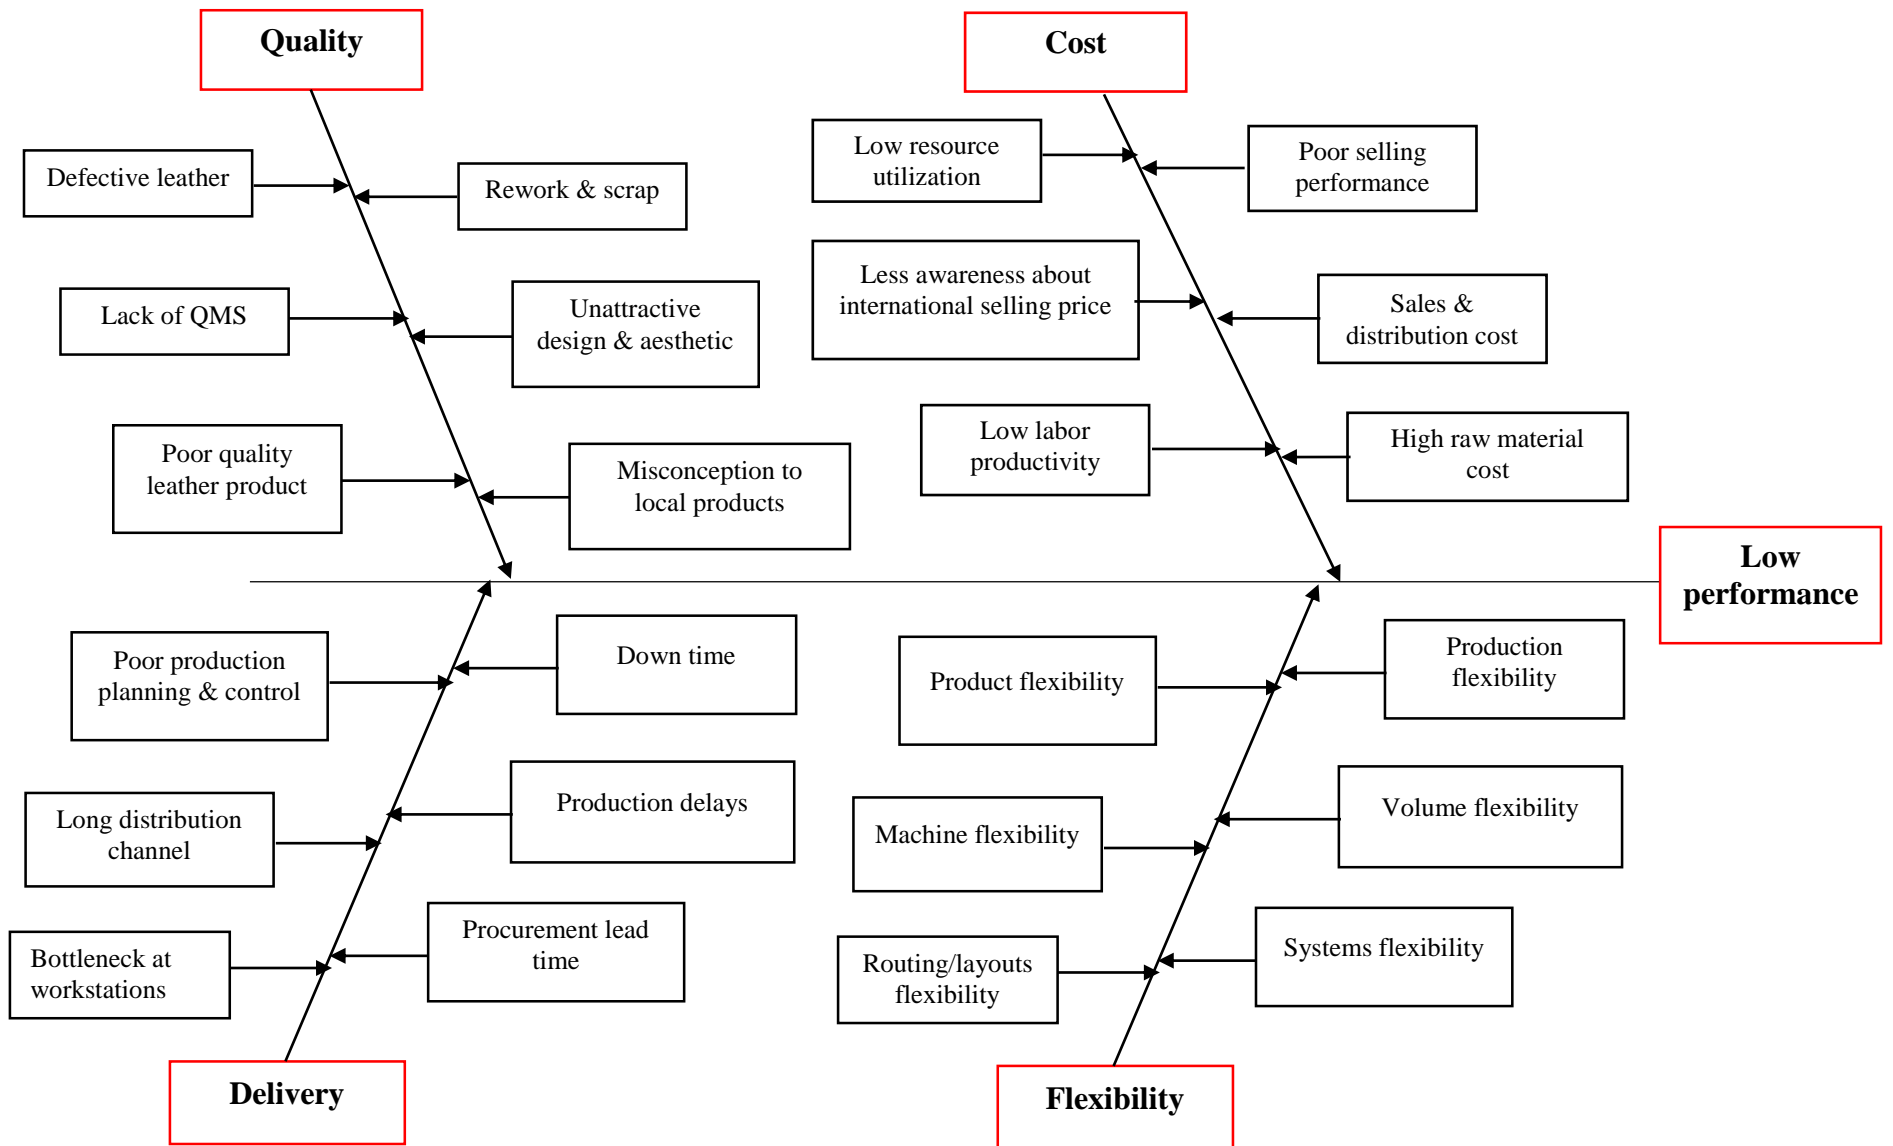 Quality
Cost
Defective leather
Rework & scrap
Low resource
utilization
Poor selling
performance
Lack of QMS
Unattractive
design & aesthetic
Less awareness about
international selling price
Sales &
distribution cost
Poor quality
leather product
Misconception to
local products
Low labor
productivity
High raw material
cost
Low
performance
Poor production
planning & control
Down time
Product flexibility
Production
flexibility
Long distribution
channel
Production delays
Machine flexibility
Volume flexibility
Bottleneck at
workstations
Procurement lead
time
Routing/layouts
flexibility
Systems flexibility
Delivery
Flexibility